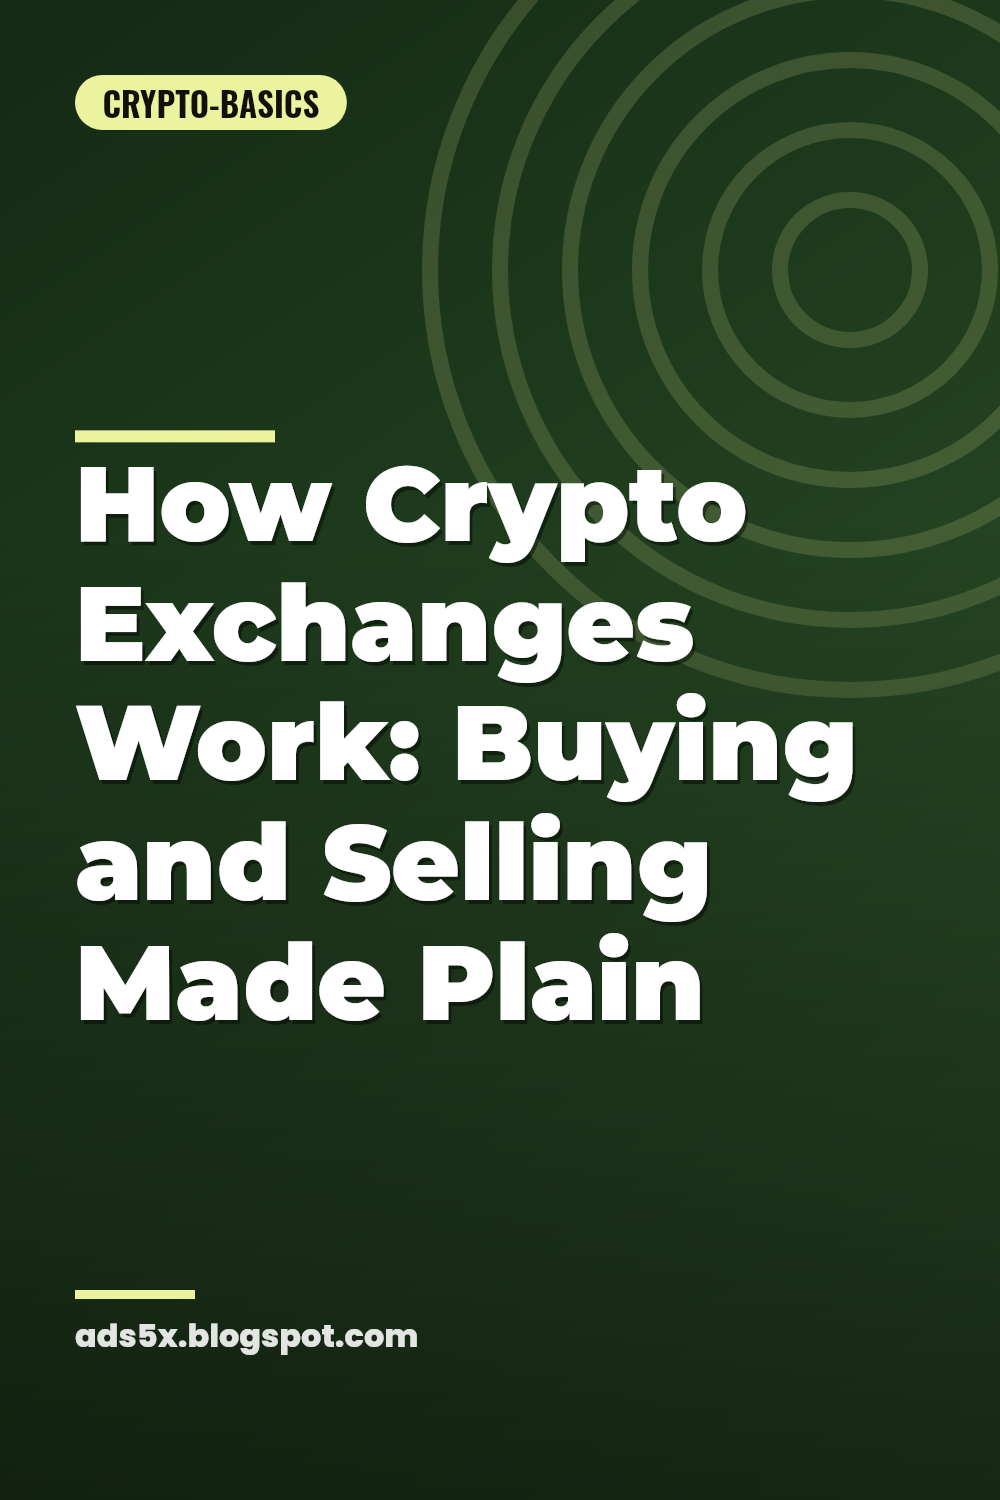 CRYPTO-BASICS
How Crypto
Exchanges
Work: Buying
and Selling
Made Plain
ads5x.blogspot.com